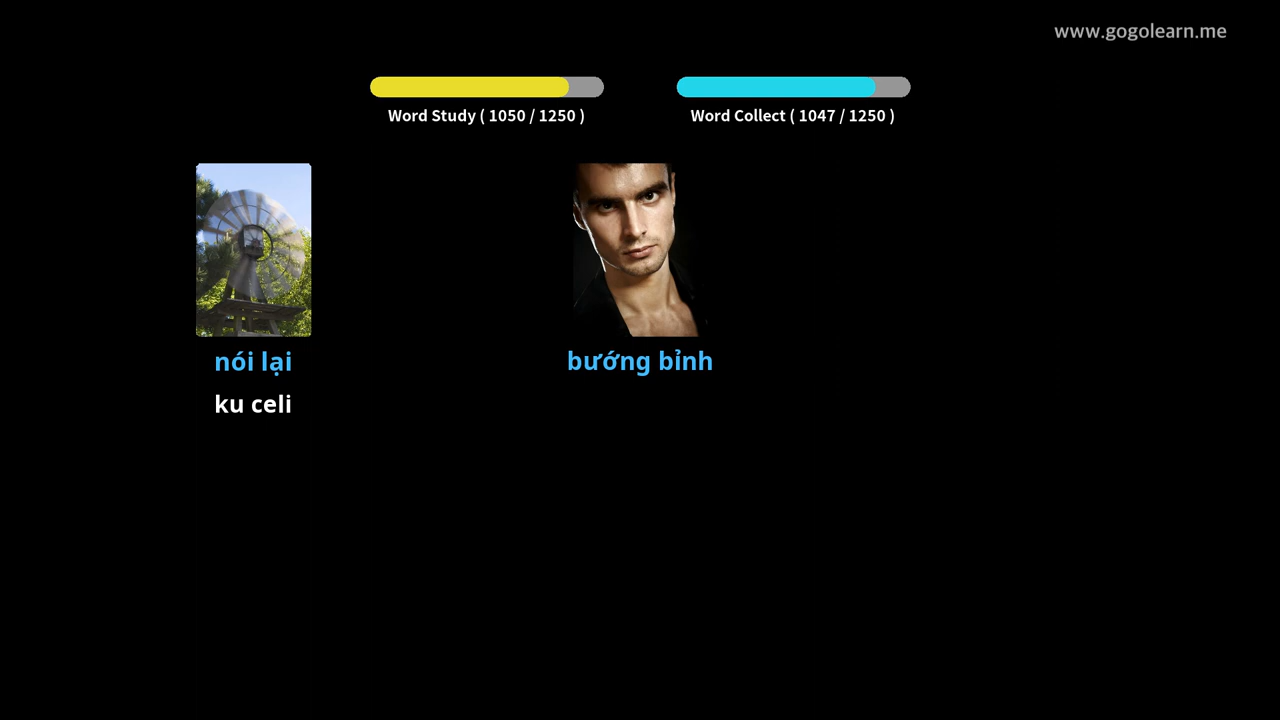 www.gogolearn.me
Word Study ( 1050 / 1250 )
Word Collect ( 1047 / 1250 )
nói lại
bướng bỉnh
ku celi